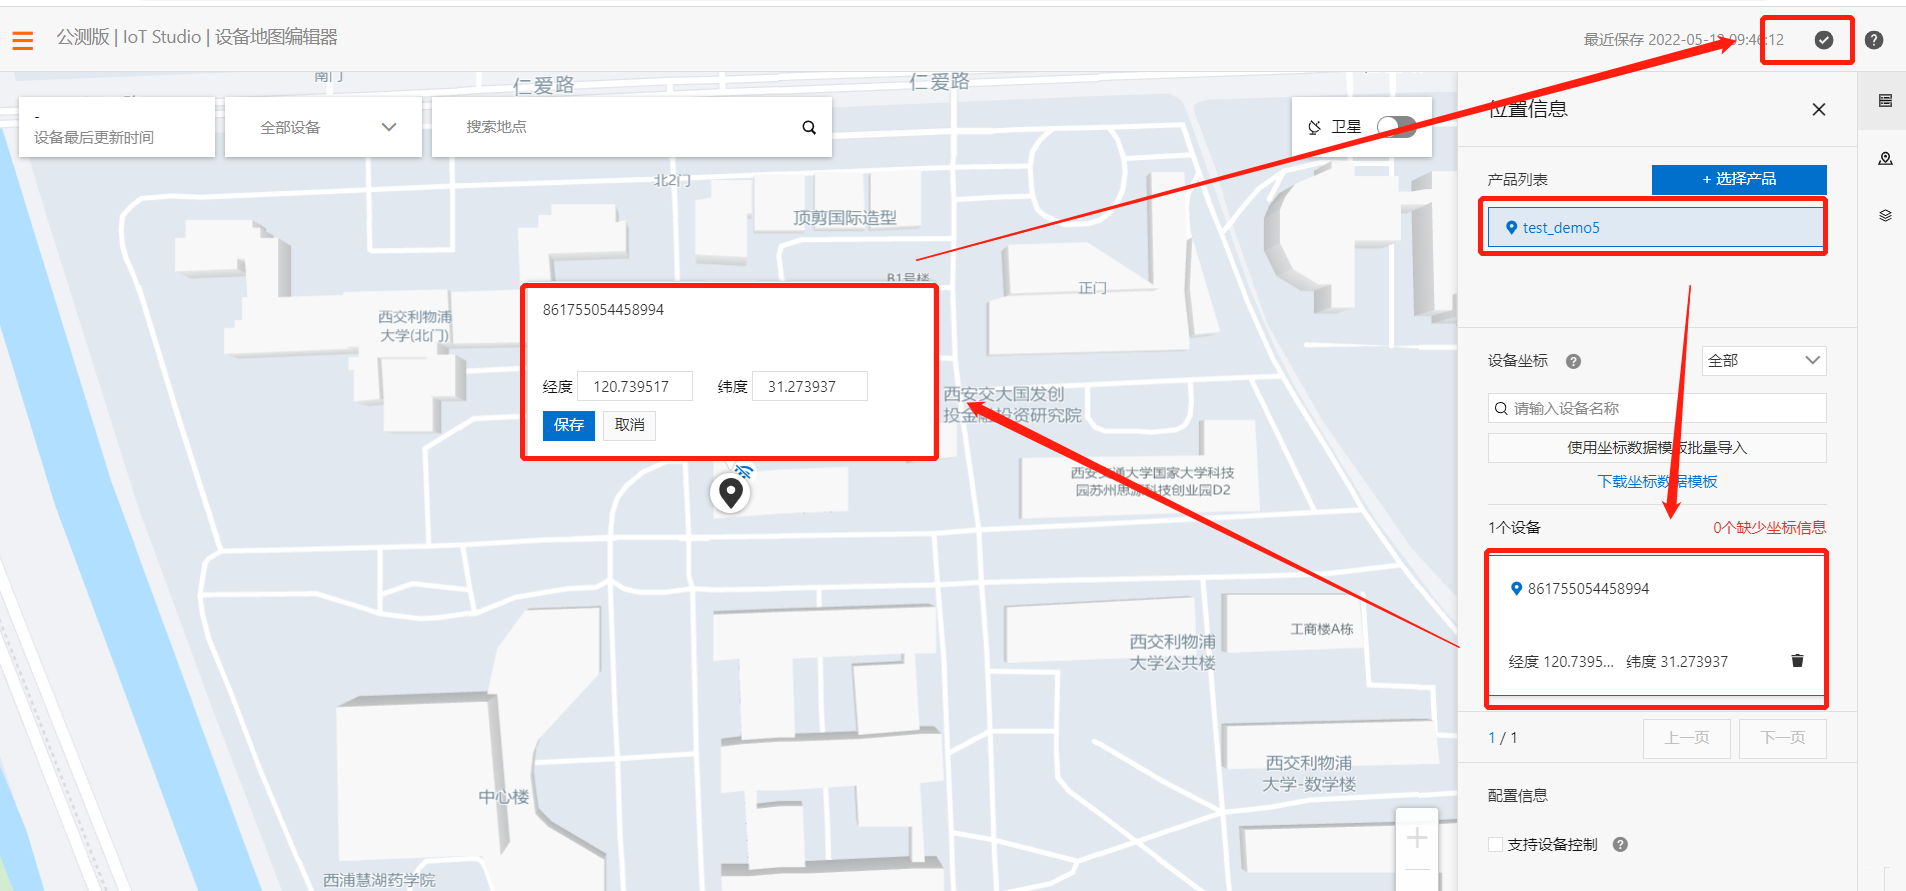 公测版 | IoT Studio | 设备地图编辑器
最近保存 2022-05-12 09:46:12
南门
仁爱路
仁爱路
-
设备最后更新时间
全部设备
搜索地点
卫星
位置信息
产品列表
+ 选择产品
test_demo5
北2门
顶剪国际造型
B1号楼
正门
西交利物浦
大学(北门)
861755054458994
经度 120.739517 纬度 31.273937
保存 取消
西安交大国发创
投金融投资研究院
西安交通大学国家大学科技
园苏州思源科技创业园D2
设备坐标
全部
请输入设备名称
使用坐标数据模板批量导入
下载坐标数据模板
1个设备
0个缺少坐标信息
861755054458994
经度 120.7395... 纬度 31.273937
1 / 1
上一页
下一页
配置信息
支持设备控制
工商楼A栋
西交利物浦
大学公共楼
西交利物浦
大学-数学楼
中心楼
西浦慧湖药学院